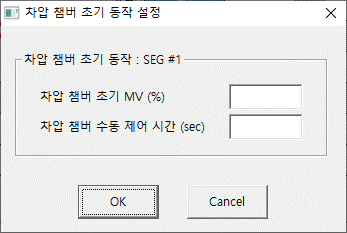 차압 챔버 초기 동작 설정
차압 챔버 초기 동작 : SEG #1
차압 챔버 초기 MV (%)
차압 챔버 수동 제어 시간 (sec)
OK
Cancel